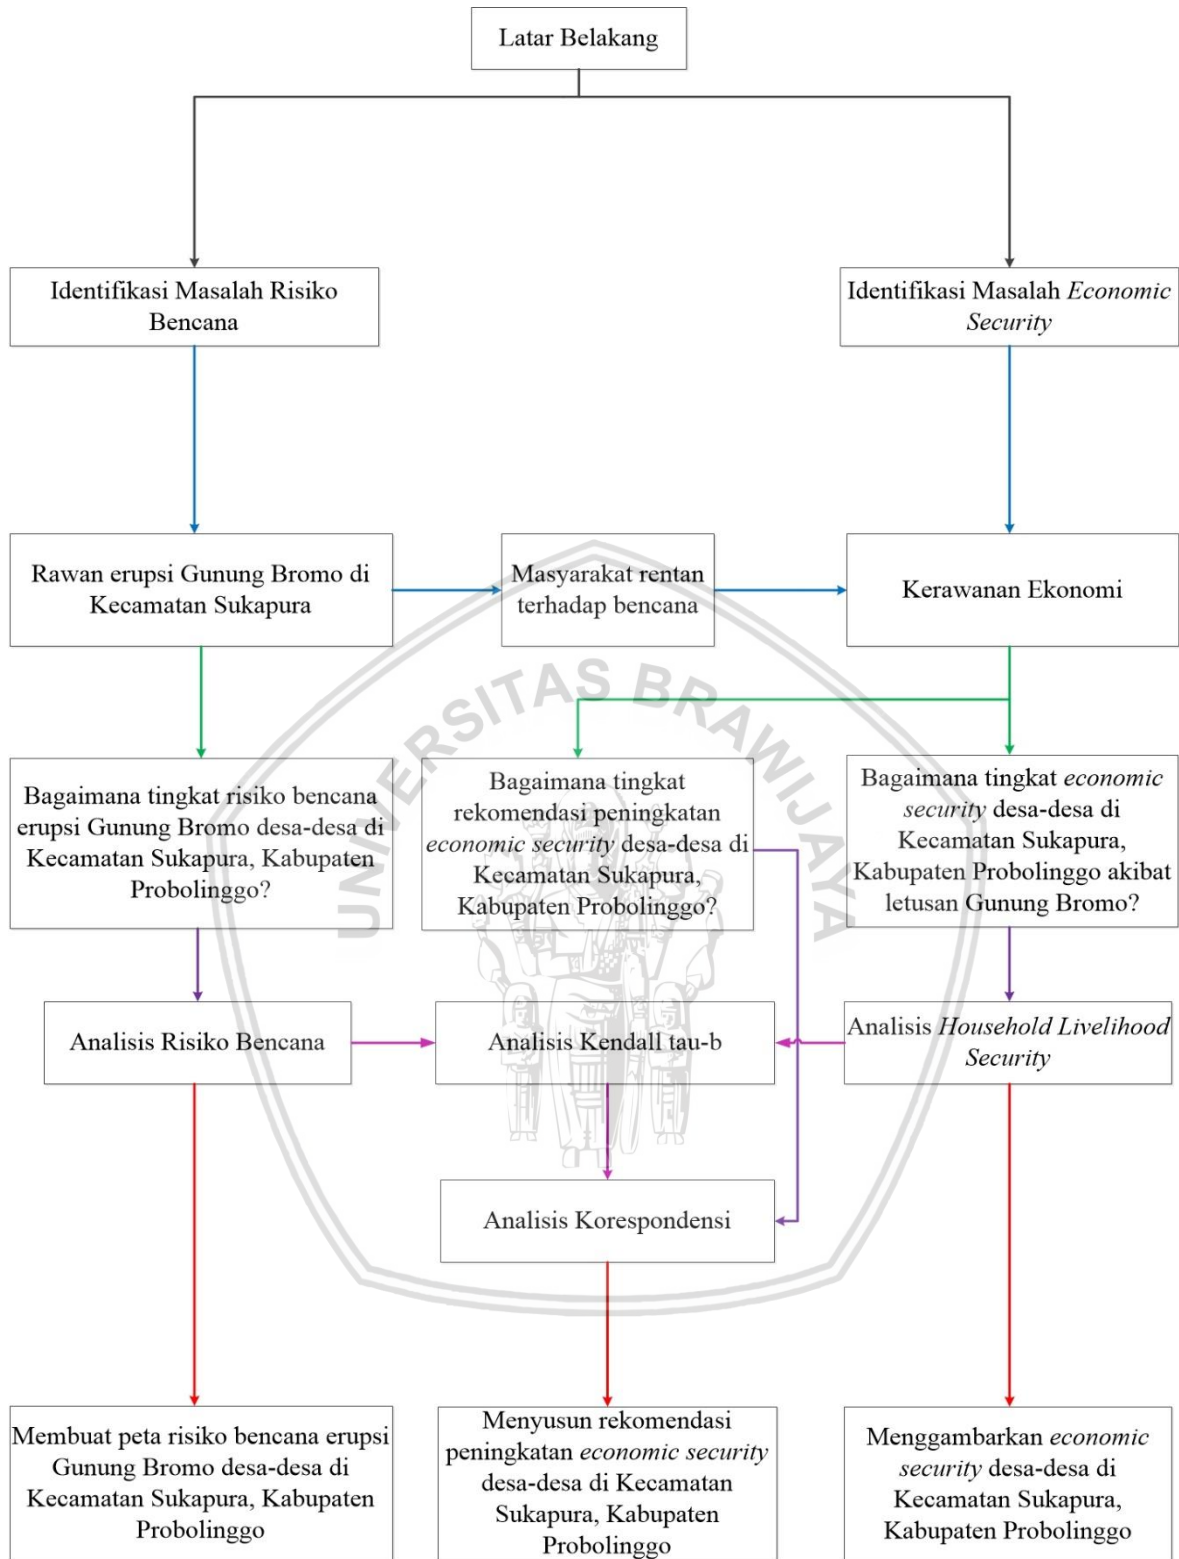 Latar Belakang
Identifikasi Masalah Risiko
Bencana
Identifikasi Masalah Economic
Security
Rawan erupsi Gunung Bromo di
Kecamatan Sukapura
Masyarakat rentan
terhadap bencana
Kerawanan Ekonomi
UNIVERSITAS BRAWIJAYA
Bagaimana tingkat risiko bencana
erupsi Gunung Bromo desa-desa di
Kecamatan Sukapura, Kabupaten
Probolinggo?
Bagaimana tingkat
rekomendasi peningkatan
economic security desa-desa di
Kecamatan Sukapura,
Kabupaten Probolinggo?
Bagaimana tingkat economic
security desa-desa di
Kecamatan Sukapura,
Kabupaten Probolinggo akibat
letusan Gunung Bromo?
Analisis Risiko Bencana
Analisis Kendall tau-b
Analisis Household Livelihood
Security
Analisis Korespondensi
Membuat peta risiko bencana erupsi
Gunung Bromo desa-desa di
Kecamatan Sukapura, Kabupaten
Probolinggo
Menyusun rekomendasi
peningkatan economic security
desa-desa di Kecamatan
Sukapura, Kabupaten
Probolinggo
Menggambarkan economic
security desa-desa di
Kecamatan Sukapura,
Kabupaten Probolinggo